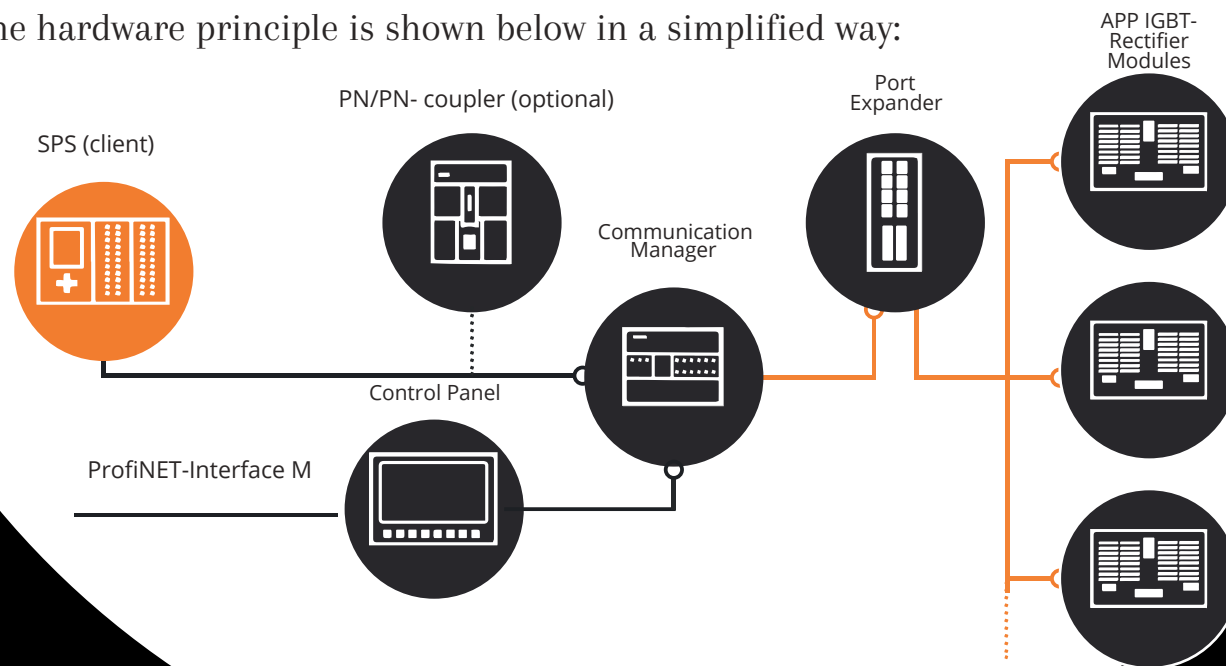 hardware principle is shown below in a simplified way:
APP IGBT-
Rectifier
Modules
Port
Expander
PN/PN- coupler (optional)
SPS (client)
Communication
Manager
Control Panel
ProfiNET-Interface M